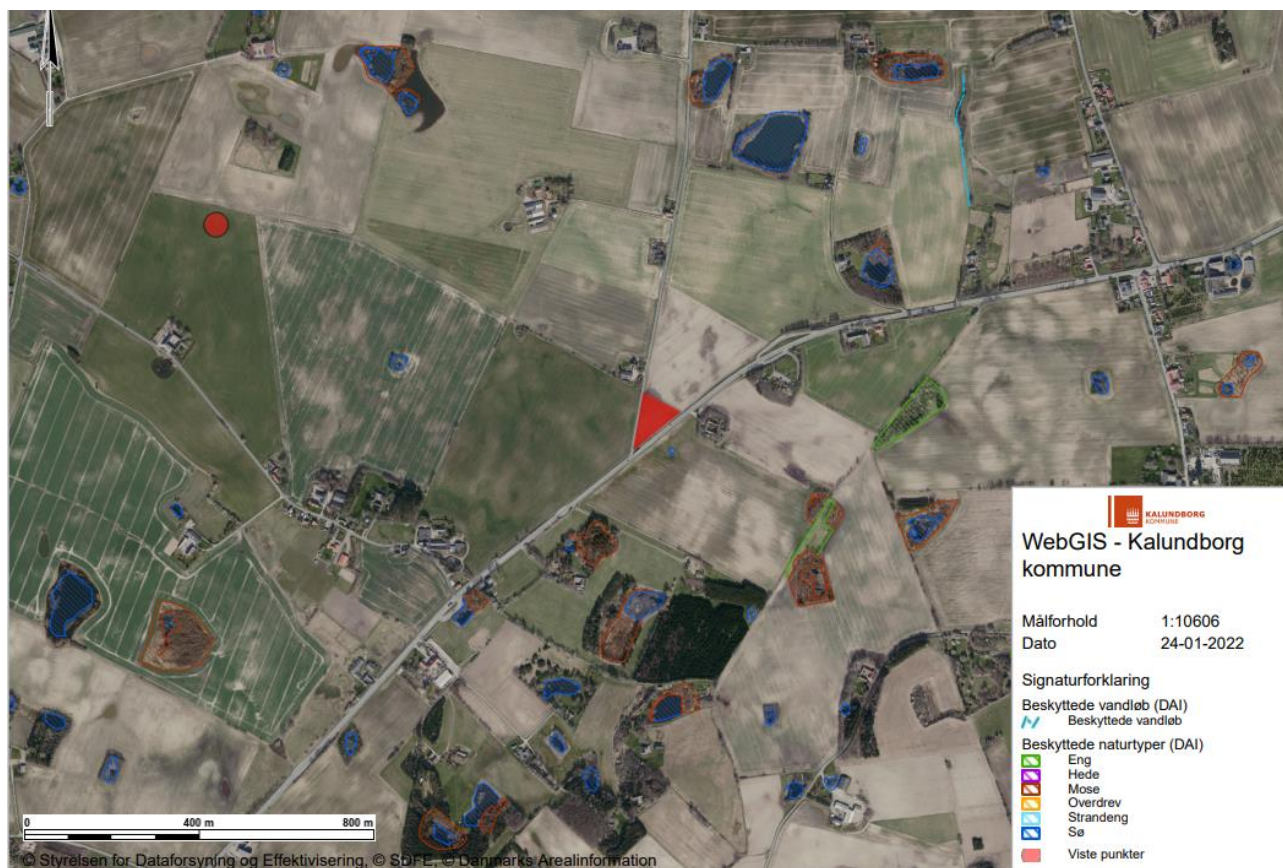 KALUNDBORG
KOMMUNE
WebGIS - Kalundborg
kommune
Målforhold 1:10606
Dato 24-01-2022
Signaturforklaring
Beskyttede vandløb (DAI)
Beskyttede vandløb
Beskyttede naturtyper (DAI)
Eng
Hede
Mose
Overdrev
Strandeng
Sø
Viste punkter
0 400 m 800 m
© Styrelsen for Dataforsyning og Effektivisering, © SDFE, © Danmarks Arealinformation